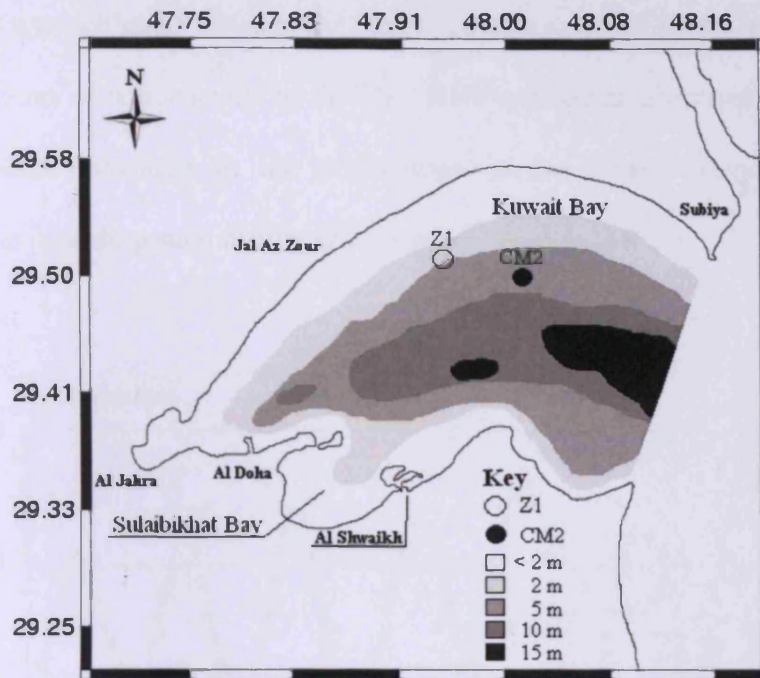 47.75 47.83 47.91 48.00 48.08 48.16
N
29.58
Kuwait Bay
Subiya
Z1
Jal Az Zour
CM2
29.50
29.41
Al Jahra
Al Doha
Key
29.33
Z1
Sulaibikhat Bay
CM2
Al Shwaikh
< 2 m
2 m
5 m
29.25
10 m
15 m